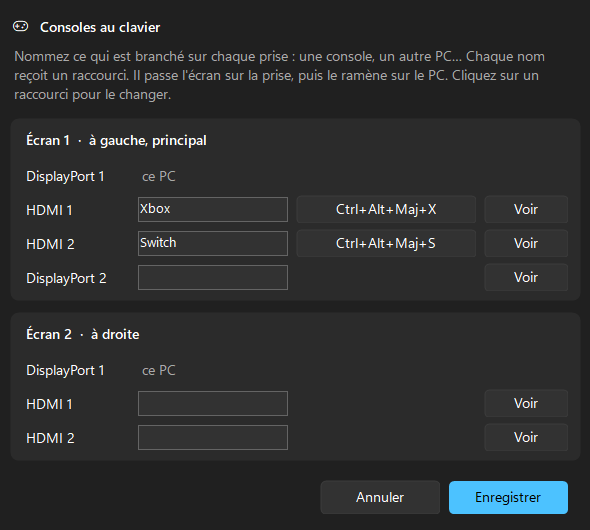 Consoles au clavier
Nommez ce qui est branché sur chaque prise : une console, un autre PC... Chaque nom
reçoit un raccourci. Il passe l'écran sur la prise, puis le ramène sur le PC. Cliquez sur un
raccourci pour le changer.
Écran 1 · à gauche, principal
DisplayPort 1 ce PC
HDMI 1 Xbox Ctrl+Alt+Maj+X Voir
HDMI 2 Switch Ctrl+Alt+Maj+S Voir
DisplayPort 2 Voir
Écran 2 · à droite
DisplayPort 1 ce PC
HDMI 1 Voir
HDMI 2 Voir
Annuler Enregistrer